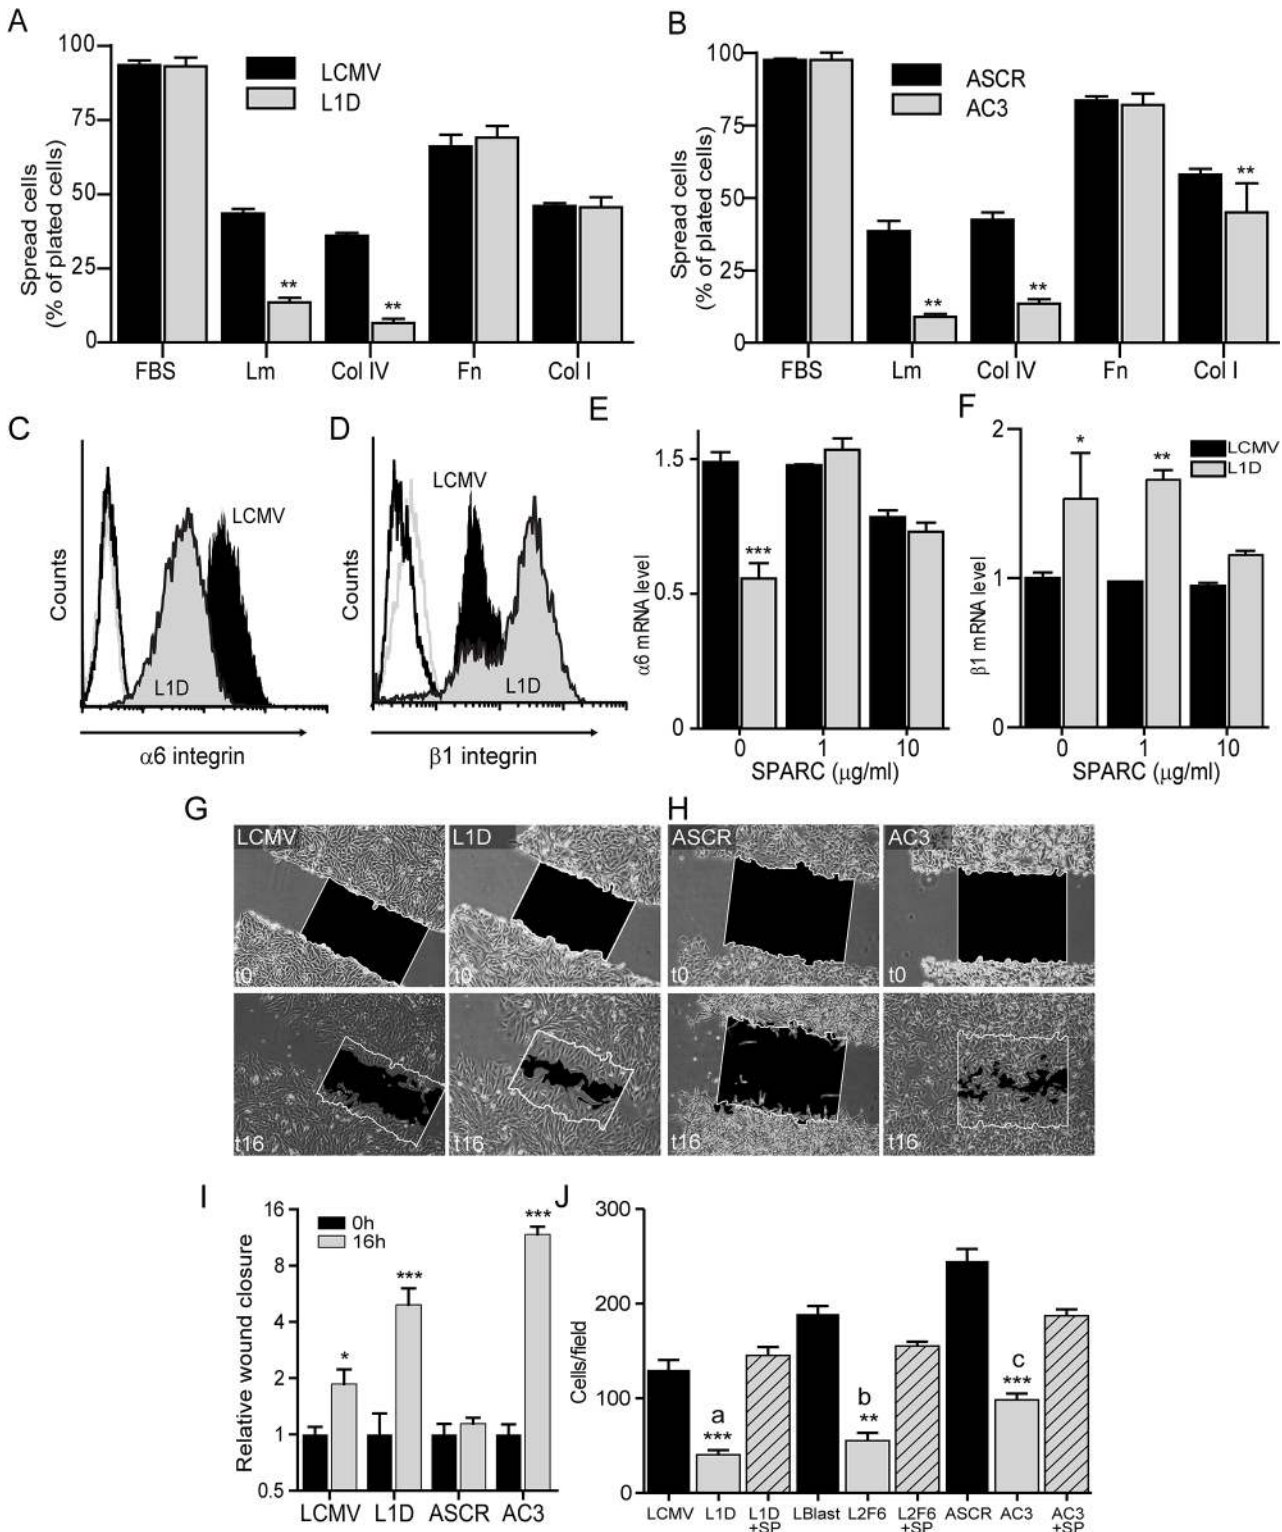 A
100
75
50
25
0
Spread cells
(% of plated cells)
LCMV
L1D
**
**
FBS Lm Col IV Fn Col I
B
100
75
50
25
0
Spread cells
(% of plated cells)
ASCR
AC3
**
**
**
FBS Lm Col IV Fn Col I
C
Counts
LCMV
L1D
α6 integrin
D
Counts
LCMV
L1D
β1 integrin
E
1.5
0.5
0
α6 mRNA level
***
0 1 10
SPARC (μg/ml)
F
2
1
0
β1 mRNA level
LCMV
L1D
*
**
0 1 10
SPARC (μg/ml)
G
LCMV
t0
L1D
t0
t16
t16
H
ASCR
t0
AC3
t0
t16
t16
I
16
8
4
2
1
0.5
Relative wound closure
0h
16h
*
***
***
LCMV L1D ASCR AC3
J
300
200
100
0
Cells/field
a
***
b
**
c
***
LCMV L1D L1D LBlast L2F6 L2F6 ASCR AC3 AC3
+SP +SP +SP